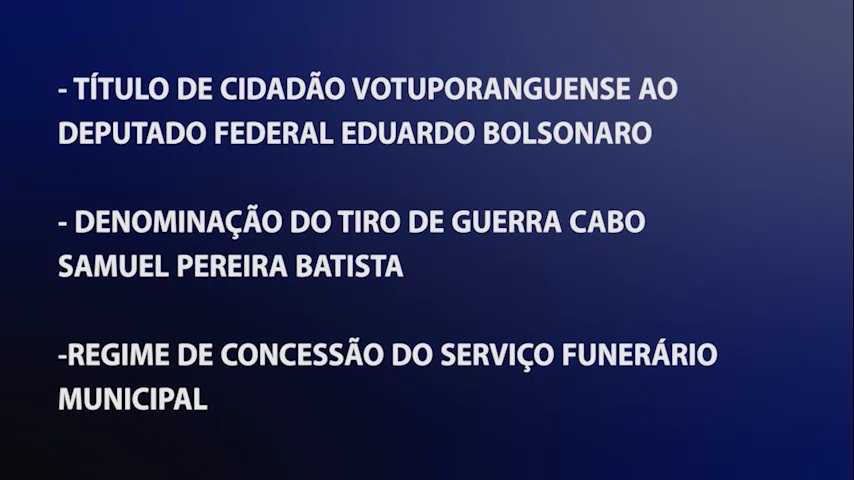 - TÍTULO DE CIDADÃO VOTUPORANGUENSE AO
DEPUTADO FEDERAL EDUARDO BOLSONARO
- DENOMINAÇÃO DO TIRO DE GUERRA CABO
SAMUEL PEREIRA BATISTA
-REGIME DE CONCESSÃO DO SERVIÇO FUNERÁRIO
MUNICIPAL